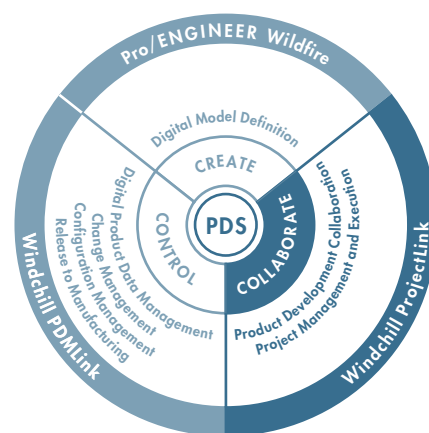 Pro/ENGINEER Wildfire
Digital Model Definition
CREATE
PDS
CONTROL
Digital Product Data Management
Change Management
Configuration Management
Release to Manufacturing
Windchill PDMLink
COLLABORATE
Product Development Collaboration
Project Management and Execution
Windchill ProjectLink